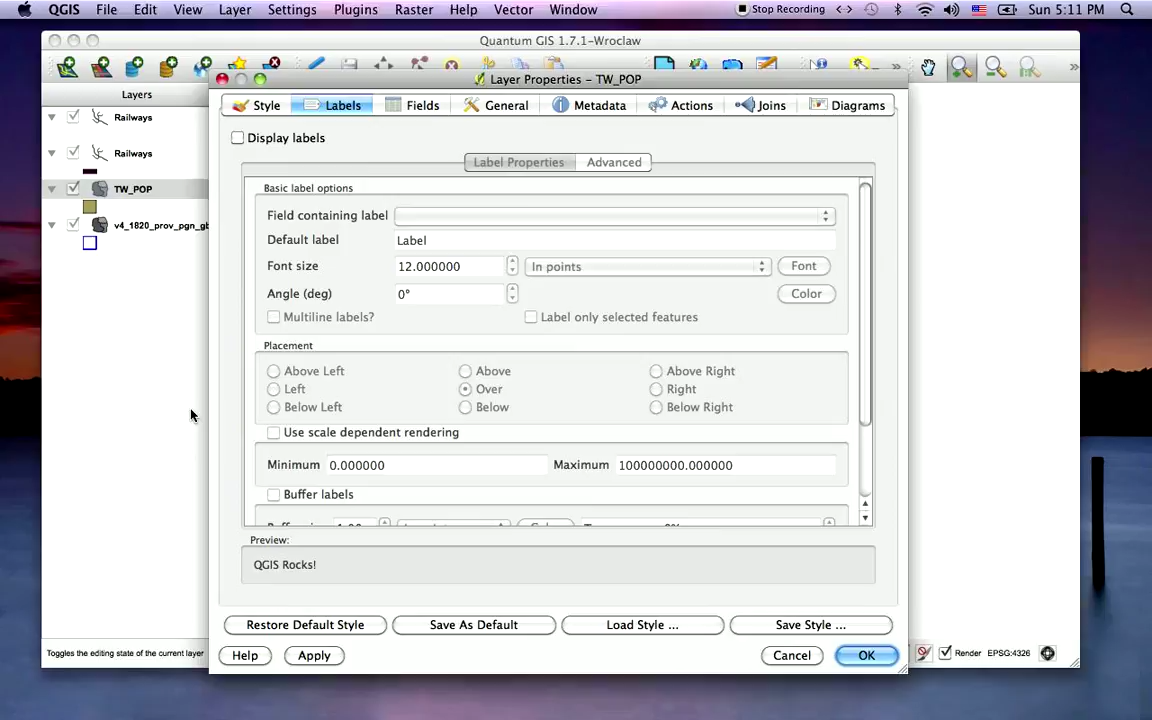 QGIS File Edit View Layer Settings Plugins Raster Help Vector Window Stop Recording Sun 5:11 PM
Quantum GIS 1.7.1-Wroclaw
Layer Properties - TW_POP
Layers
Style Labels Fields General Metadata Actions Joins Diagrams
Railways
Display labels
Railways
Label Properties Advanced
TW_POP
Basic label options
Field containing label
v4_1820_prov_pgn_gb
Default label Label
Font size 12.000000 In points Font
Angle (deg) 0° Color
Multiline labels? Label only selected features
Placement
Above Left Above Above Right
Left Over Right
Below Left Below Below Right
Use scale dependent rendering
Minimum 0.000000 Maximum 100000000.000000
Buffer labels
Preview:
QGIS Rocks!
Restore Default Style Save As Default Load Style ... Save Style ...
Toggles the editing state of the current layer
Help Apply Cancel OK Render EPSG:4326